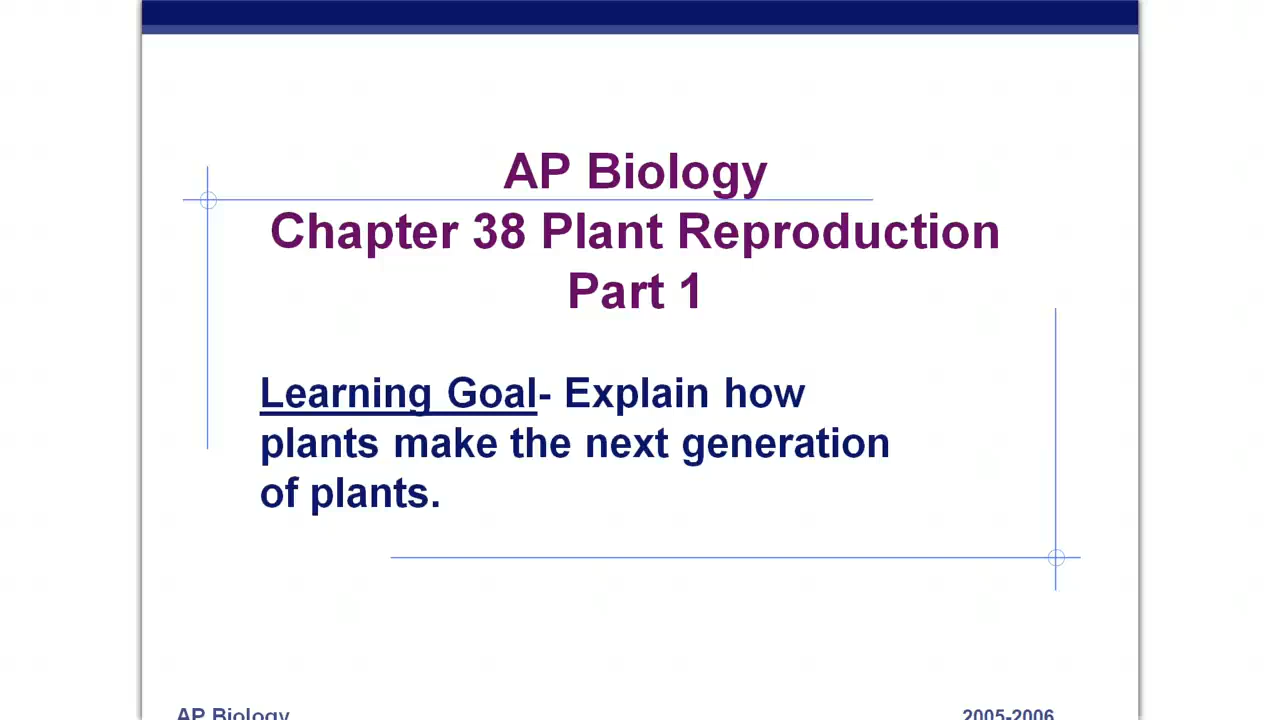 AP Biology
Chapter 38 Plant Reproduction
Part 1
Learning Goal- Explain how
plants make the next generation
of plants.
AP Biology
2005-2006